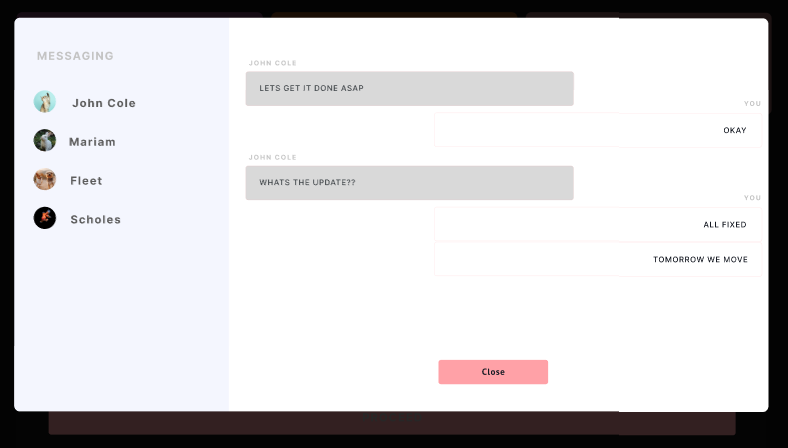 MESSAGING
John Cole
Mariam
Fleet
Scholes
JOHN COLE
LETS GET IT DONE ASAP
YOU
OKAY
JOHN COLE
WHATS THE UPDATE??
YOU
ALL FIXED
TOMORROW WE MOVE
Close